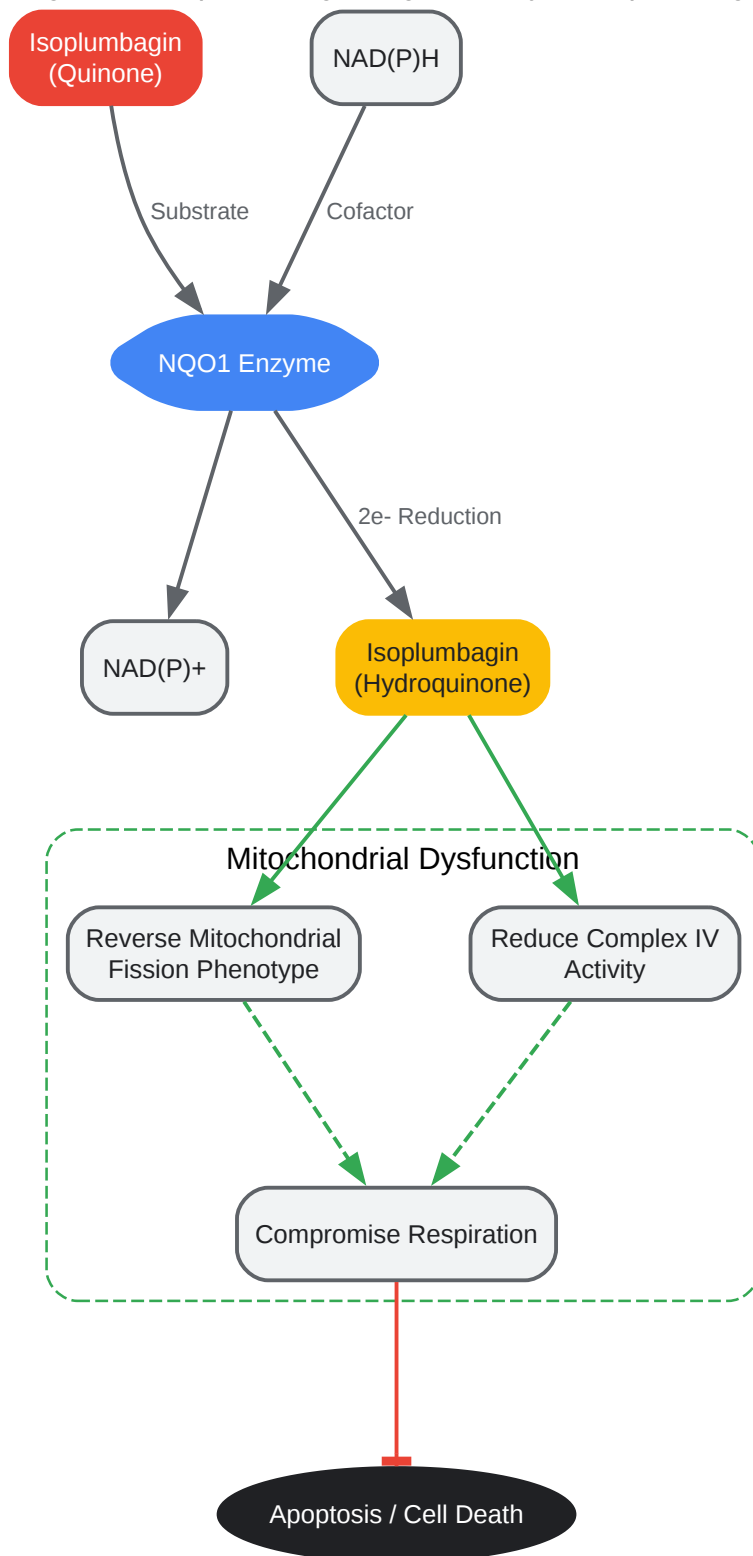 Isoplumbagin
(Quinone)
NAD(P)H
Substrate
Cofactor
NQO1 Enzyme
2e- Reduction
NAD(P)+
Isoplumbagin
(Hydroquinone)
Mitochondrial Dysfunction
Reverse Mitochondrial
Fission Phenotype
Reduce Complex IV
Activity
Compromise Respiration
Apoptosis / Cell Death